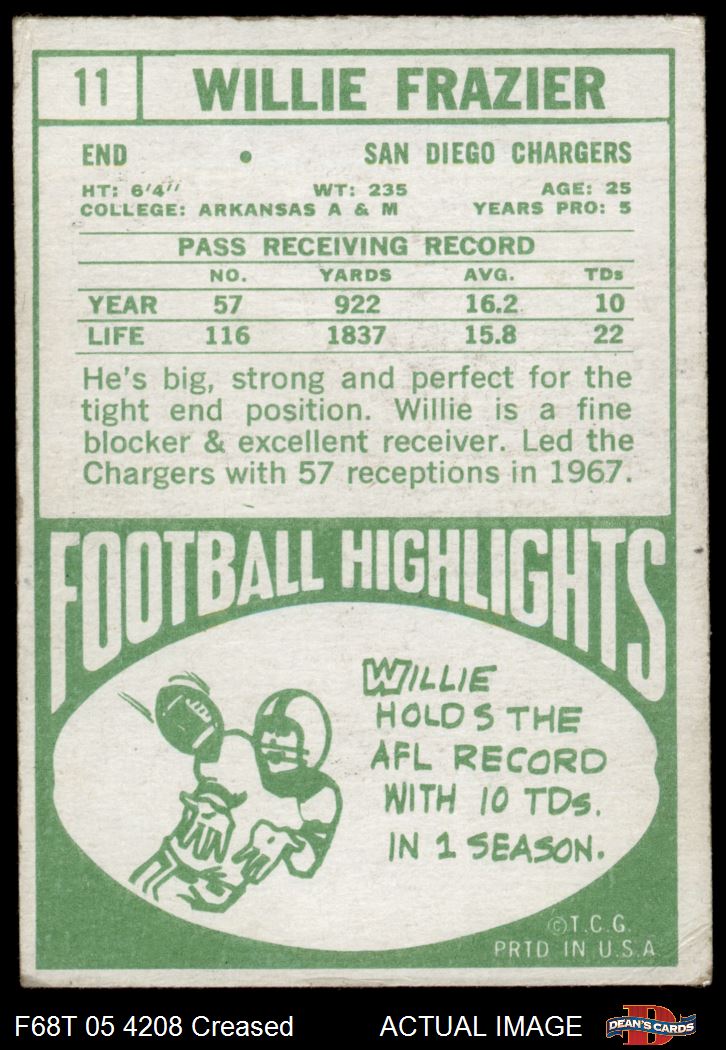 11 WILLIE FRAZIER
END • SAN DIEGO CHARGERS
HT: 6'4" WT: 235 AGE: 25
COLLEGE: ARKANSAS A & M YEARS PRO: 5
PASS RECEIVING RECORD
NO. YARDS AVG. TDs
YEAR 57 922 16.2 10
LIFE 116 1837 15.8 22
He's big, strong and perfect for the
tight end position. Willie is a fine
blocker & excellent receiver. Led the
Chargers with 57 receptions in 1967.
FOOTBALL HIGHLIGHTS
WILLIE
HOLDS THE
AFL RECORD
WITH 10 TDs.
IN 1 SEASON.
©T.C.G.
PRTD IN U.S.A
F68T 05 4208 Creased ACTUAL IMAGE DEAN'S CARDS